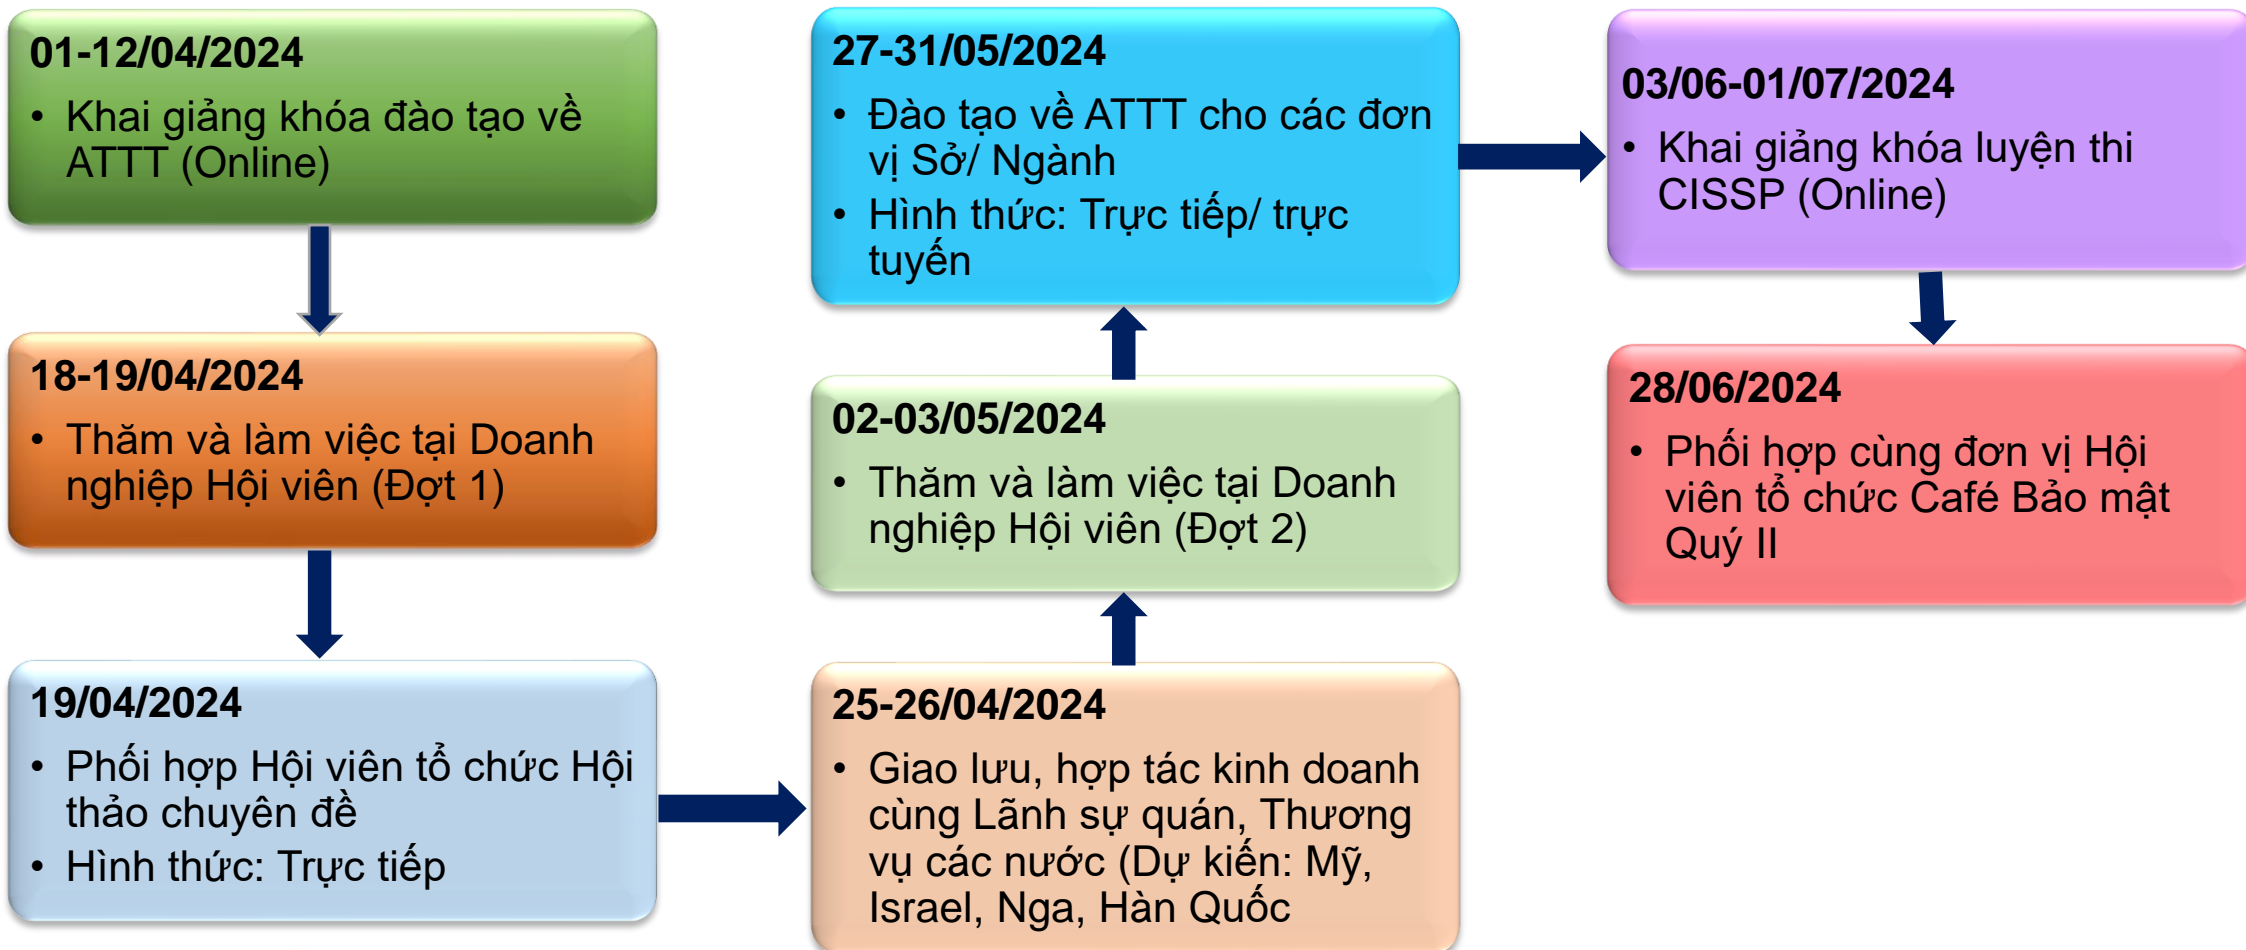 01-12/04/2024
• Khai giảng khóa đào tạo về
ATTT (Online)
18-19/04/2024
• Thăm và làm việc tại Doanh
nghiệp Hội viên (Đợt 1)
19/04/2024
• Phối hợp Hội viên tổ chức Hội
thảo chuyên đề
• Hình thức: Trực tiếp
25-26/04/2024
• Giao lưu, hợp tác kinh doanh
cùng Lãnh sự quán, Thương
vụ các nước (Dự kiến: Mỹ,
Israel, Nga, Hàn Quốc
02-03/05/2024
• Thăm và làm việc tại Doanh
nghiệp Hội viên (Đợt 2)
27-31/05/2024
• Đào tạo về ATTT cho các đơn
vị Sở/ Ngành
• Hình thức: Trực tiếp/ trực
tuyến
03/06-01/07/2024
• Khai giảng khóa luyện thi
CISSP (Online)
28/06/2024
• Phối hợp cùng đơn vị Hội
viên tổ chức Café Bảo mật
Quý II